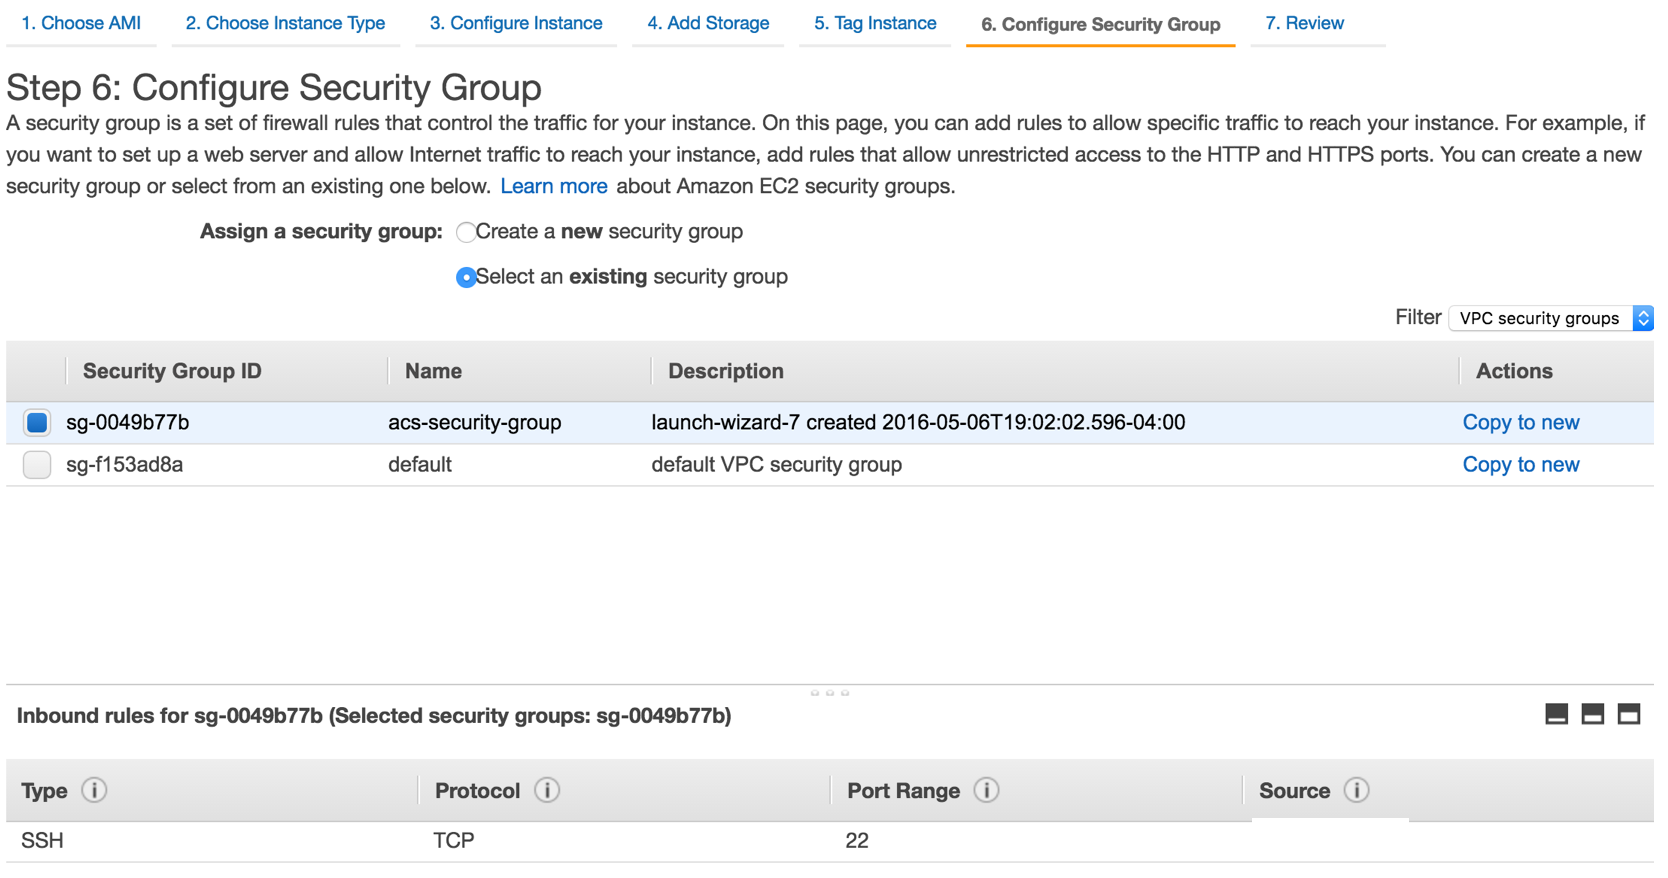 1. Choose AMI 2. Choose Instance Type 3. Configure Instance 4. Add Storage 5. Tag Instance 6. Configure Security Group 7. Review
Step 6: Configure Security Group
A security group is a set of firewall rules that control the traffic for your instance. On this page, you can add rules to allow specific traffic to reach your instance. For example, if
you want to set up a web server and allow Internet traffic to reach your instance, add rules that allow unrestricted access to the HTTP and HTTPS ports. You can create a new
security group or select from an existing one below. Learn more about Amazon EC2 security groups.
Assign a security group: Create a new security group
Select an existing security group
Filter VPC security groups
Security Group ID Name Description Actions
sg-0049b77b acs-security-group launch-wizard-7 created 2016-05-06T19:02:02.596-04:00 Copy to new
sg-f153ad8a default default VPC security group Copy to new
Inbound rules for sg-0049b77b (Selected security groups: sg-0049b77b)
Type i Protocol i Port Range i Source i
SSH TCP 22